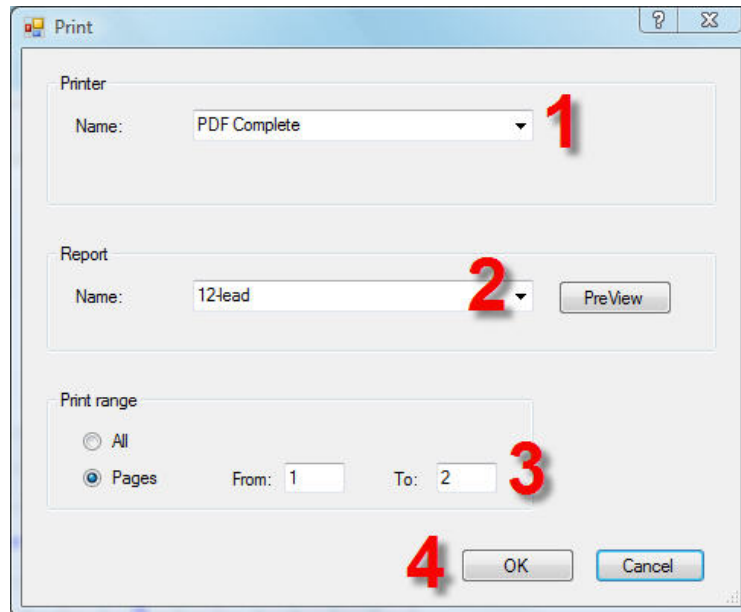 Print
Printer
Name: PDF Complete 1
Report
Name: 12-lead 2 PreView
Print range
All
Pages From: 1 To: 2 3
4 OK Cancel